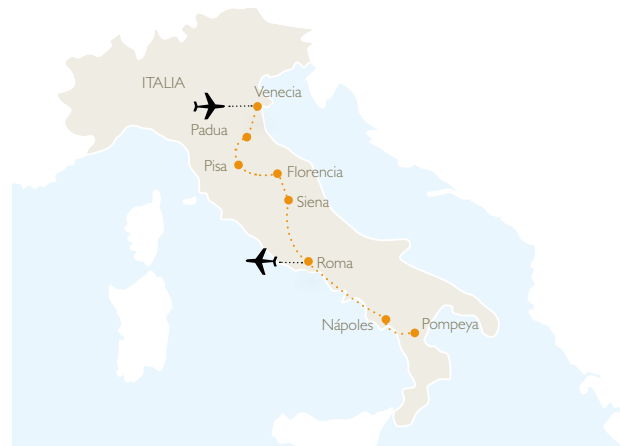 ITALIA
Venecia
Padua
Pisa
Florencia
Siena
Roma
Nápoles
Pompeya